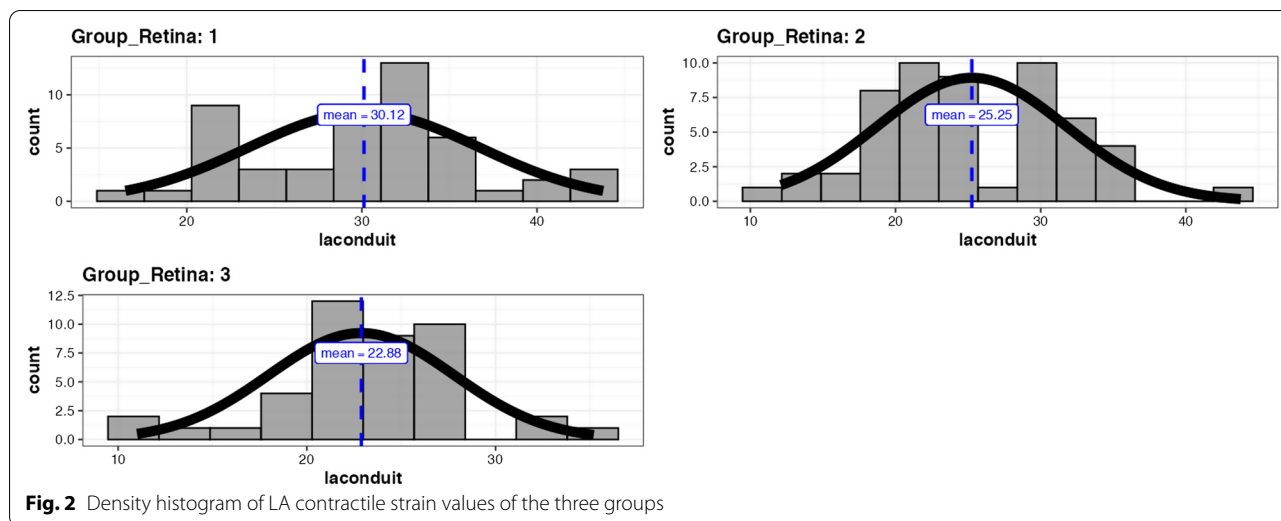 Group_Retina: 1
count
10
5
0
mean = 30.12
20 30 40
laconduit
Group_Retina: 2
count
10.0
7.5
5.0
2.5
0.0
mean = 25.25
10 20 30 40
laconduit
Group_Retina: 3
count
12.5
10.0
7.5
5.0
2.5
0.0
mean = 22.88
10 20 30
laconduit
Fig. 2 Density histogram of LA contractile strain values of the three groups